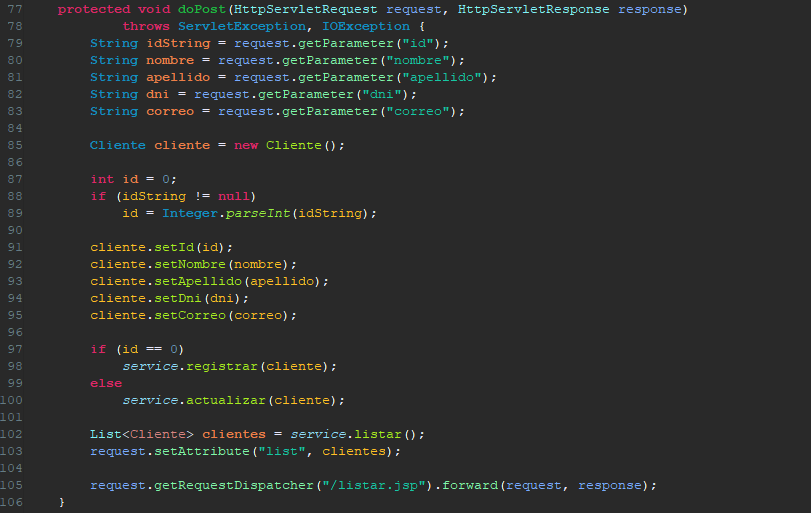 77 protected void doPost(HttpServletRequest request, HttpServletResponse response)
78 throws ServletException, IOException {
79 String idString = request.getParameter("id");
80 String nombre = request.getParameter("nombre");
81 String apellido = request.getParameter("apellido");
82 String dni = request.getParameter("dni");
83 String correo = request.getParameter("correo");
84
85 Cliente cliente = new Cliente();
86
87 int id = 0;
88 if (idString != null)
89 id = Integer.parseInt(idString);
90
91 cliente.setId(id);
92 cliente.setNombre(nombre);
93 cliente.setApellido(apellido);
94 cliente.setDni(dni);
95 cliente.setCorreo(correo);
96
97 if (id == 0)
98 service.registrar(cliente);
99 else
100 service.actualizar(cliente);
101
102 List<Cliente> clientes = service.listar();
103 request.setAttribute("list", clientes);
104
105 request.getRequestDispatcher("/listar.jsp").forward(request, response);
106 }